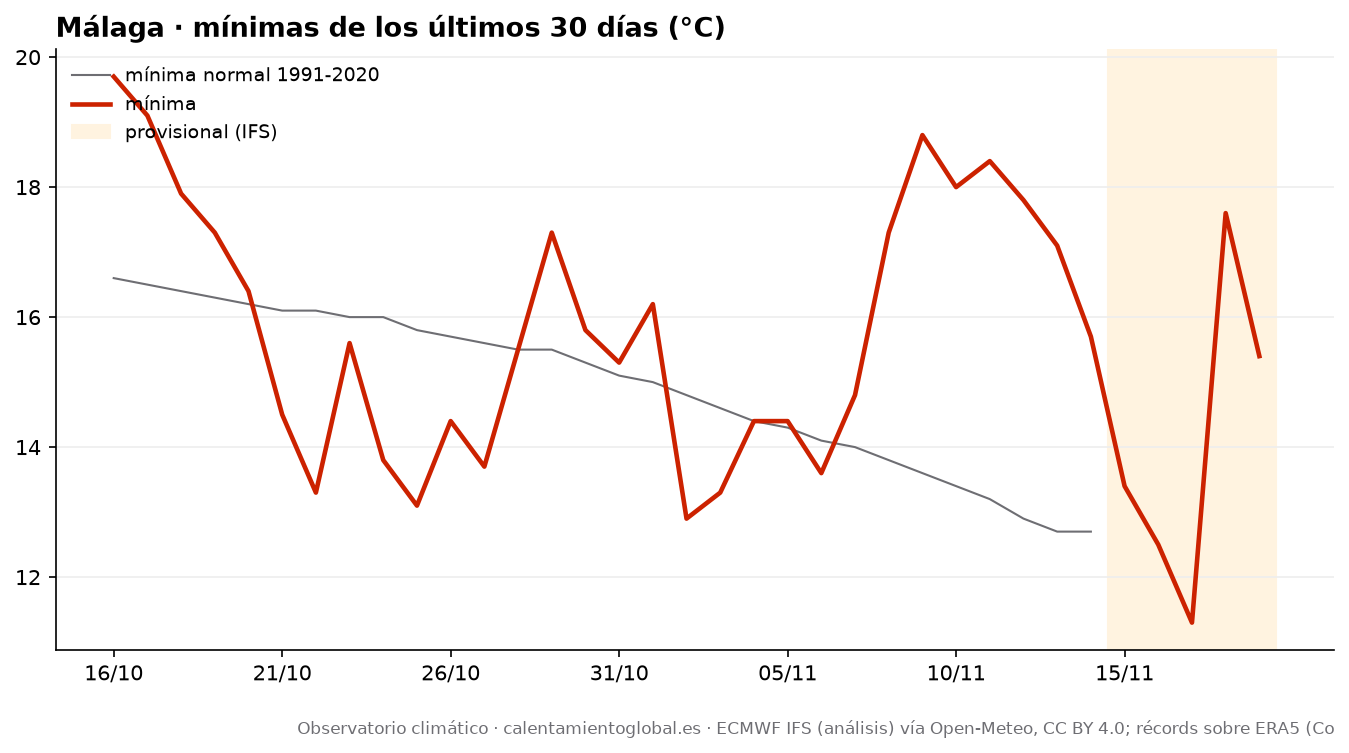 Málaga · mínimas de los últimos 30 días (°C)
mínima normal 1991-2020
mínima
provisional (IFS)
20
18
16
14
12
16/10 21/10 26/10 31/10 05/11 10/11 15/11
Observatorio climático · calentamientoglobal.es · ECMWF IFS (análisis) vía Open-Meteo, CC BY 4.0; récords sobre ERA5 (Co